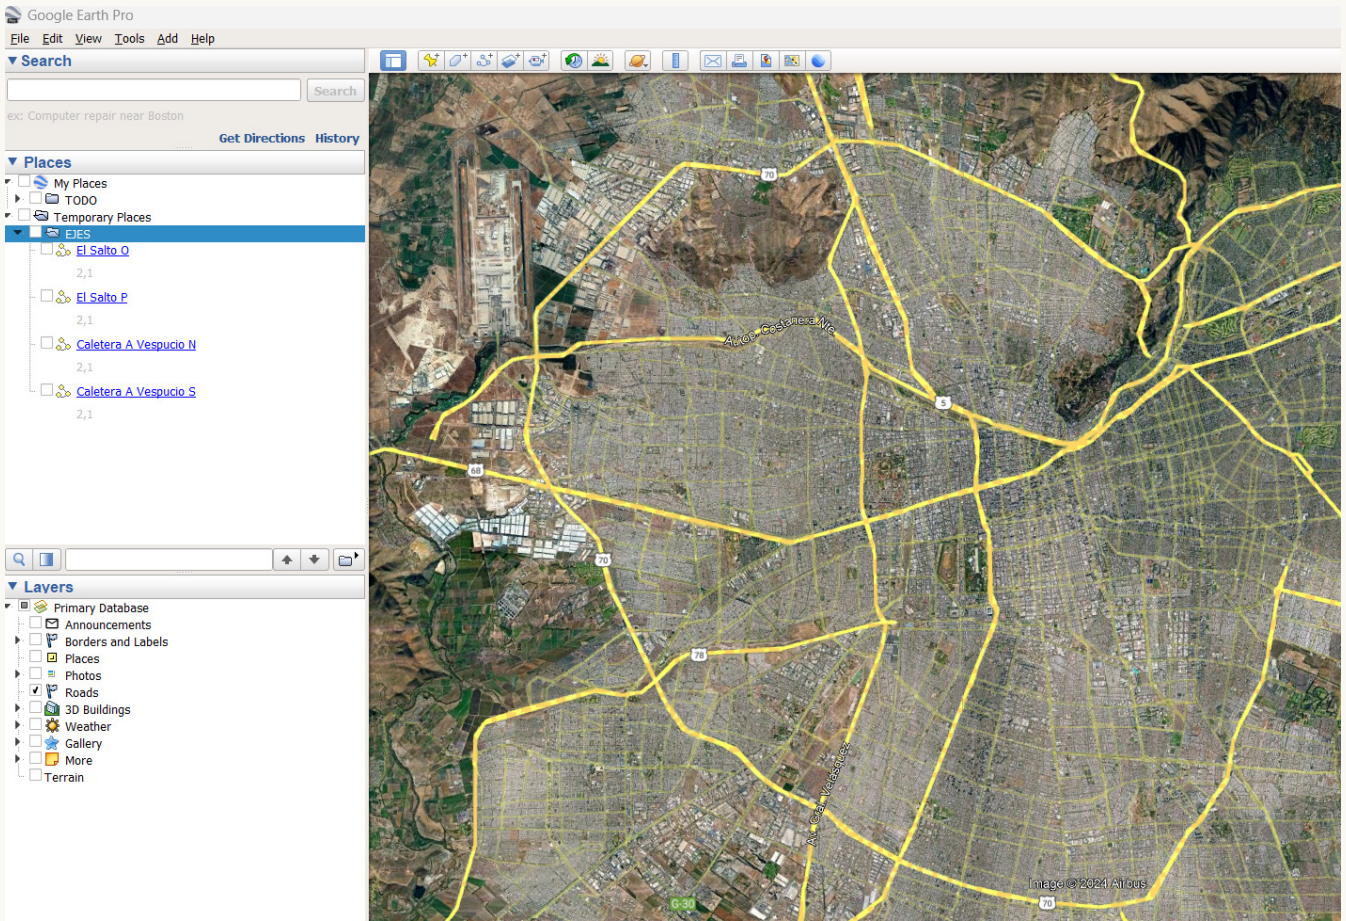 Google Earth Pro
File Edit View Tools Add Help
Search
Search
ex: Computer repair near Boston
Get Directions History
Places
My Places
TODO
Temporary Places
EJES
El Salto O
2,1
El Salto P
2,1
Caletera A Vespucio N
2,1
Caletera A Vespucio S
2,1
Layers
Primary Database
Announcements
Borders and Labels
Places
Photos
Roads
3D Buildings
Weather
Gallery
More
Terrain
70
Costanera Nte
5
68
70
78
Av. Gral. Velásquez
Image © 2024 Airbus
G-30
70